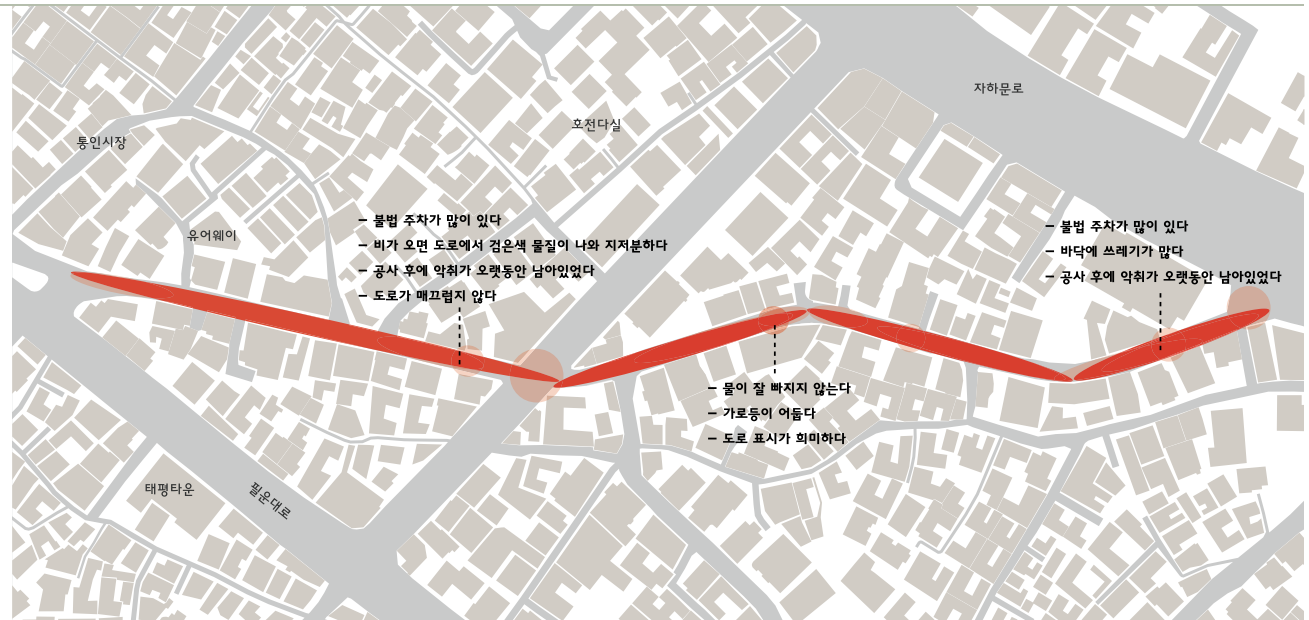 자하문로
호전다실
통인시장
유어웨이
– 불법 주차가 많이 있다
– 비가 오면 도로에서 검은색 물질이 나와 지저분하다
– 공사 후에 악취가 오랫동안 남아있었다
– 도로가 매끄럽지 않다
– 불법 주차가 많이 있다
– 바닥에 쓰레기가 많다
– 공사 후에 악취가 오랫동안 남아있었다
– 물이 잘 빠지지 않는다
– 가로등이 어둡다
– 도로 표시가 희미하다
태평타운
필운대로